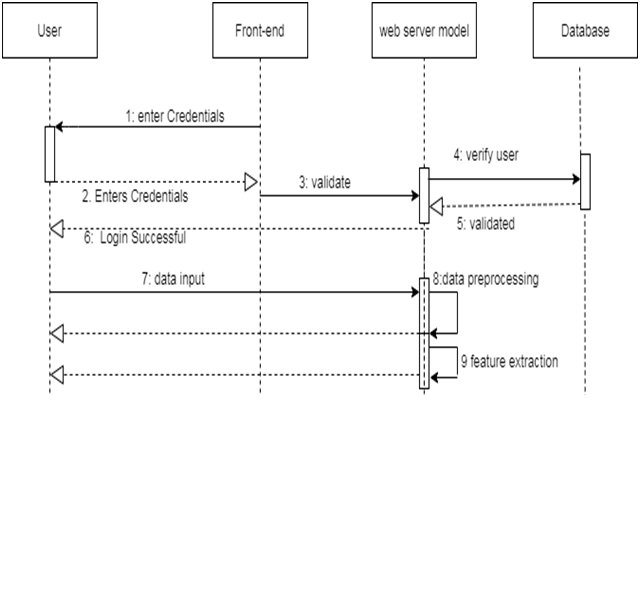 User
Front-end
web server model
Database
1: enter Credentials
4: verify user
3: validate
2. Enters Credentials
5: validated
6: Login Successful
7: data input
8:data preprocessing
9 feature extraction